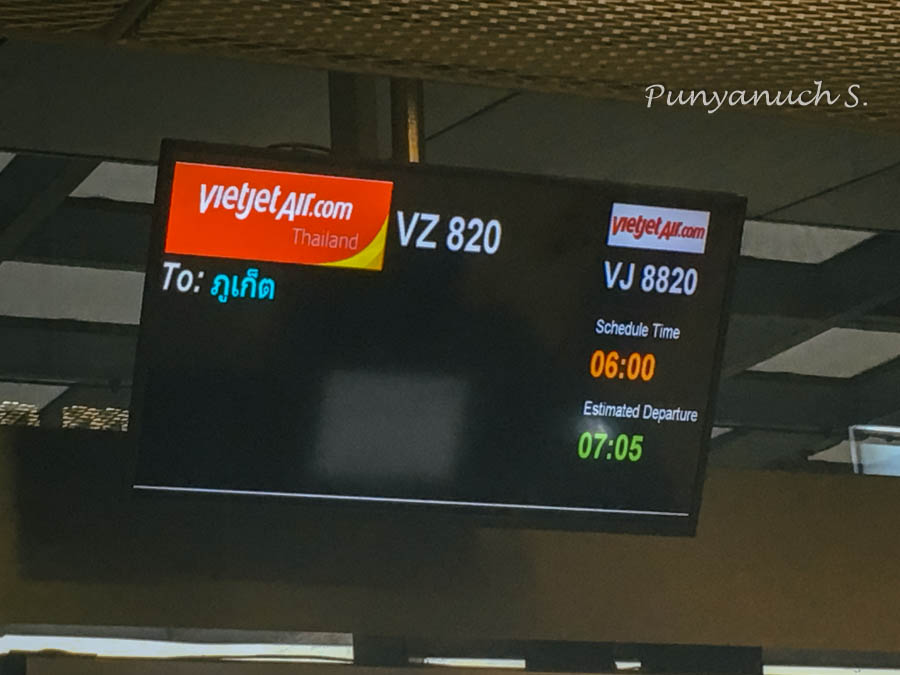 Punyanuch S.
vietjetAir.com
Thailand
VZ 820
To: ภูเก็ต
vietjetAir.com
VJ 8820
Schedule Time
06:00
Estimated Departure
07:05